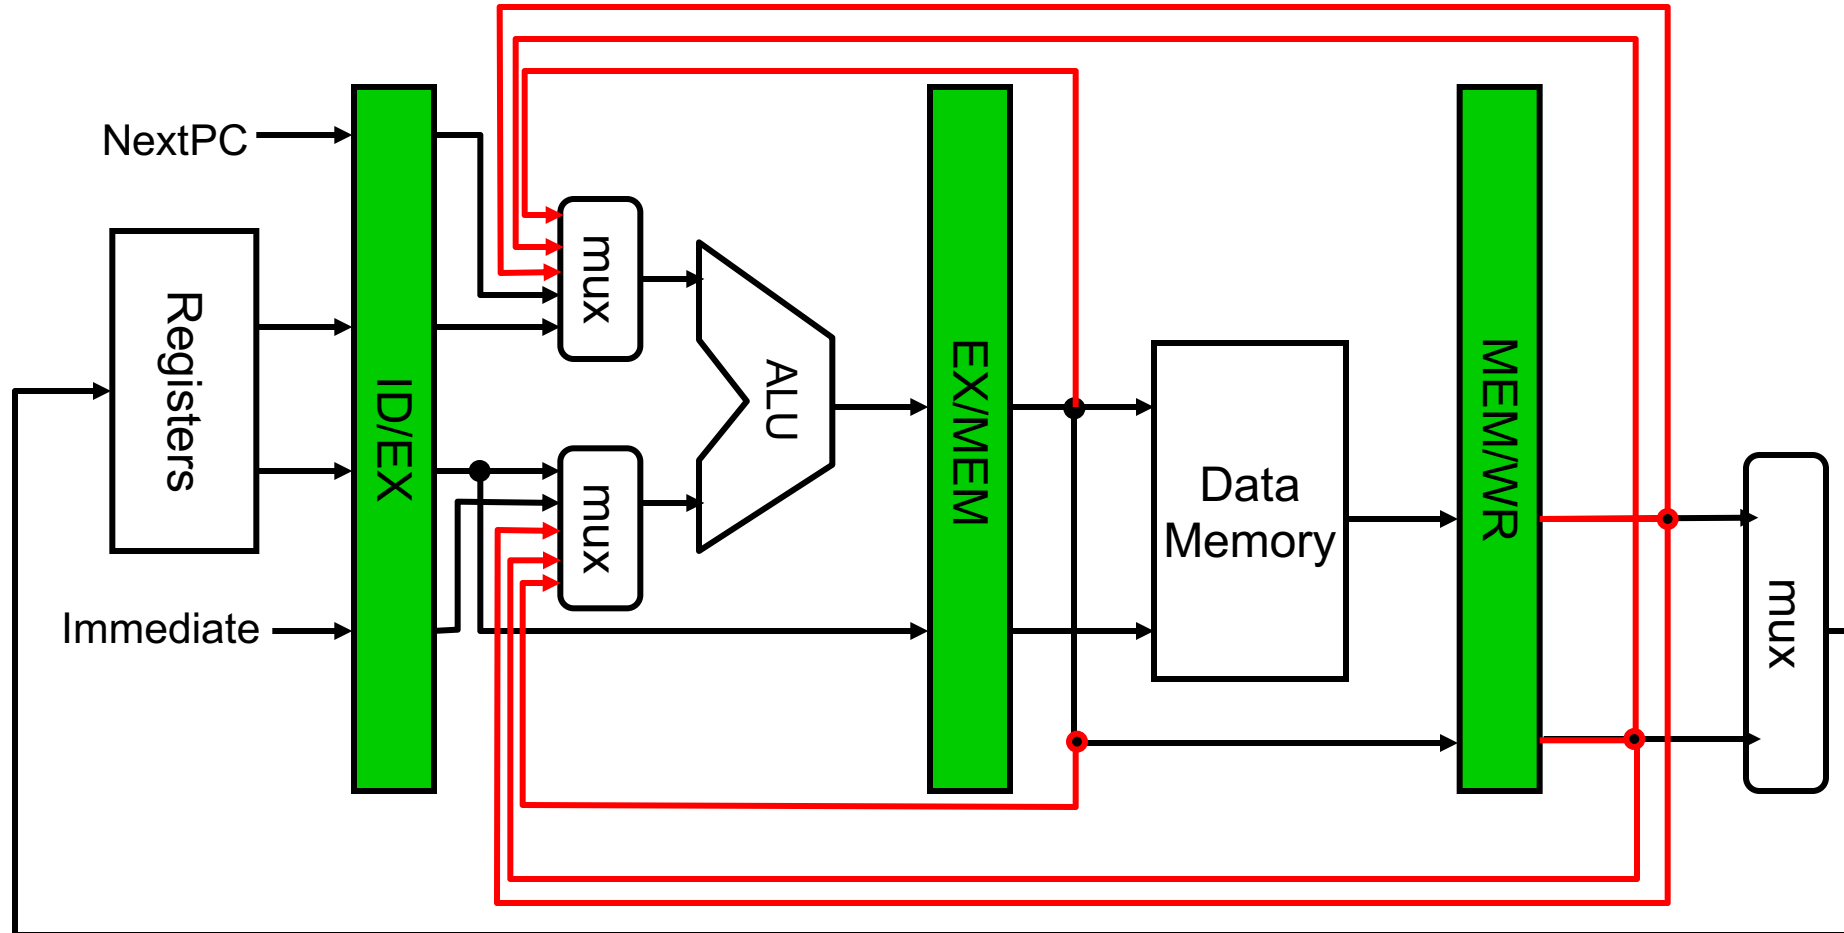 NextPC
Registers
Immediate
ID/EX
mux
mux
ALU
EX/MEM
Data
Memory
MEM/WR
mux